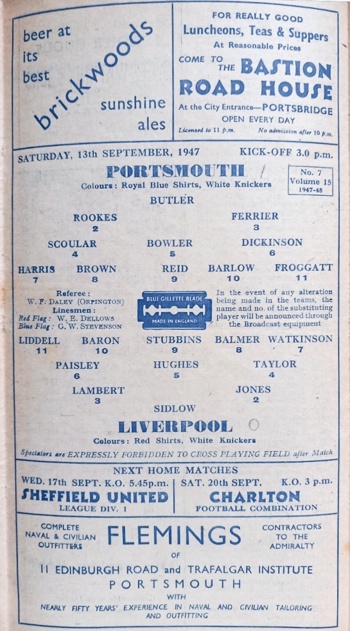 beer at
its
best
brickwoods
sunshine
ales
FOR REALLY GOOD
Luncheons, Teas & Suppers
At Reasonable Prices
COME TO
THE BASTION
ROAD HOUSE
At the City Entrance—PORTSBRIDGE
OPEN EVERY DAY
Licensed to 11 p.m. No admission after 10 p.m.
SATURDAY, 13th SEPTEMBER, 1947 KICK-OFF 3.0 p.m.
PORTSMOUTH 1
Colours: Royal Blue Shirts, White Knickers
No. 7
Volume 15
1947-48
BUTLER
ROOKES FERRIER
2 3
SCOULAR BOWLER DICKINSON
4 5 6
HARRIS BROWN REID BARLOW FROGGATT
7 8 9 10 11
Referee:
W. F. DALEY (ORPINGTON)
Linesmen:
Red Flag: W. E. DELLOWS
Blue Flag: G. W. STEVENSON
BLUE GILLETTE BLADE
MADE IN ENGLAND
In the event of any alteration
being made in the teams, the
name and no. of the substituting
player will be announced through
the Broadcast equipment
LIDDELL BARON STUBBINS BALMER WATKINSON
11 10 9 8 7
PAISLEY HUGHES TAYLOR
6 5 4
LAMBERT JONES
3 2
SIDLOW
LIVERPOOL 0
Colours: Red Shirts, White Knickers
Spectators are EXPRESSLY FORBIDDEN TO CROSS PLAYING FIELD after Match
NEXT HOME MATCHES
WED. 17th SEPT. K.O. 5.45p.m.
SHEFFIELD UNITED
LEAGUE DIV. 1
SAT. 20th SEPT. K.O. 3 p.m.
CHARLTON
FOOTBALL COMBINATION
COMPLETE
NAVAL & CIVILIAN
OUTFITTERS
FLEMINGS
CONTRACTORS
TO THE
ADMIRALTY
OF
11 EDINBURGH ROAD and TRAFALGAR INSTITUTE
PORTSMOUTH
WITH
NEARLY FIFTY YEARS' EXPERIENCE IN NAVAL AND CIVILIAN TAILORING
AND OUTFITTING